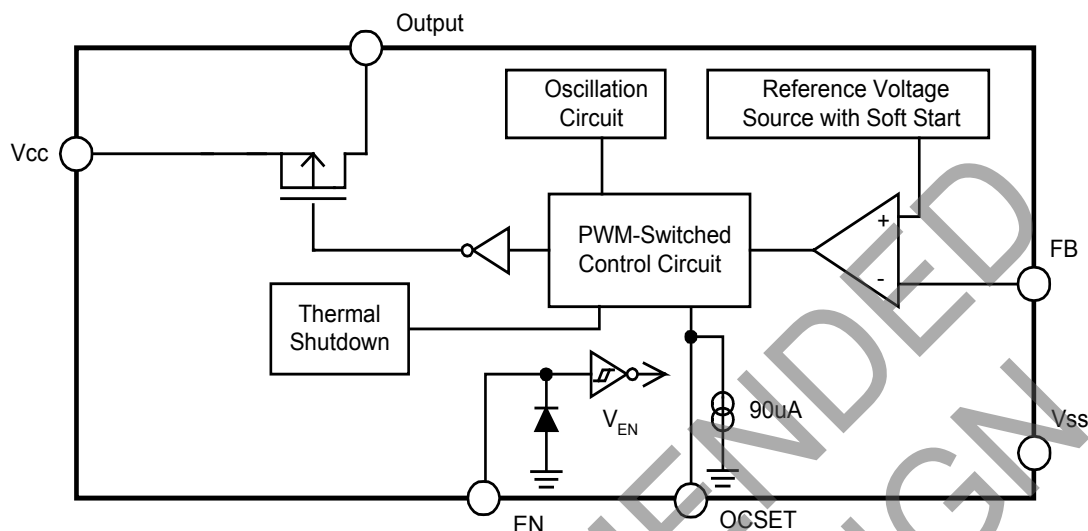 Output
Oscillation
Circuit
Reference Voltage
Source with Soft Start
Vcc
+
-
PWM-Switched
Control Circuit
FB
Thermal
Shutdown
VEN
90uA
Vss
EN
OCSET